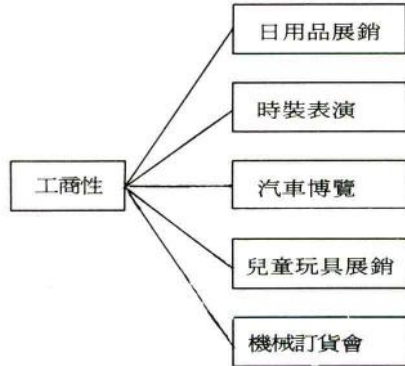 日用品展銷
時裝表演
工商性
汽車博覽
兒童玩具展銷
機械訂貨會